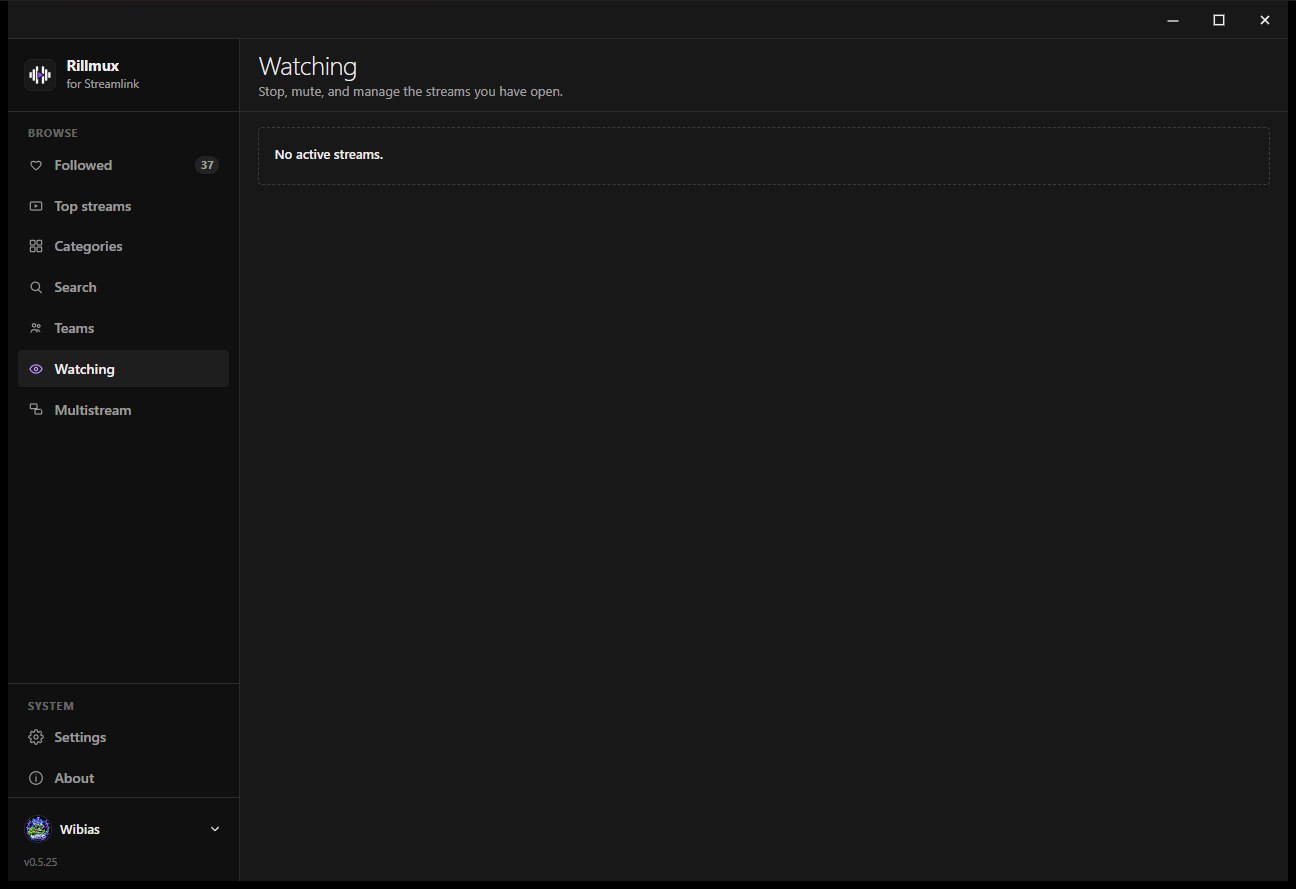 Rillmux
for Streamlink
BROWSE
Followed 37
Top streams
Categories
Search
Teams
Watching
Multistream
SYSTEM
Settings
About
Wibias
v0.5.25
Watching
Stop, mute, and manage the streams you have open.
No active streams.